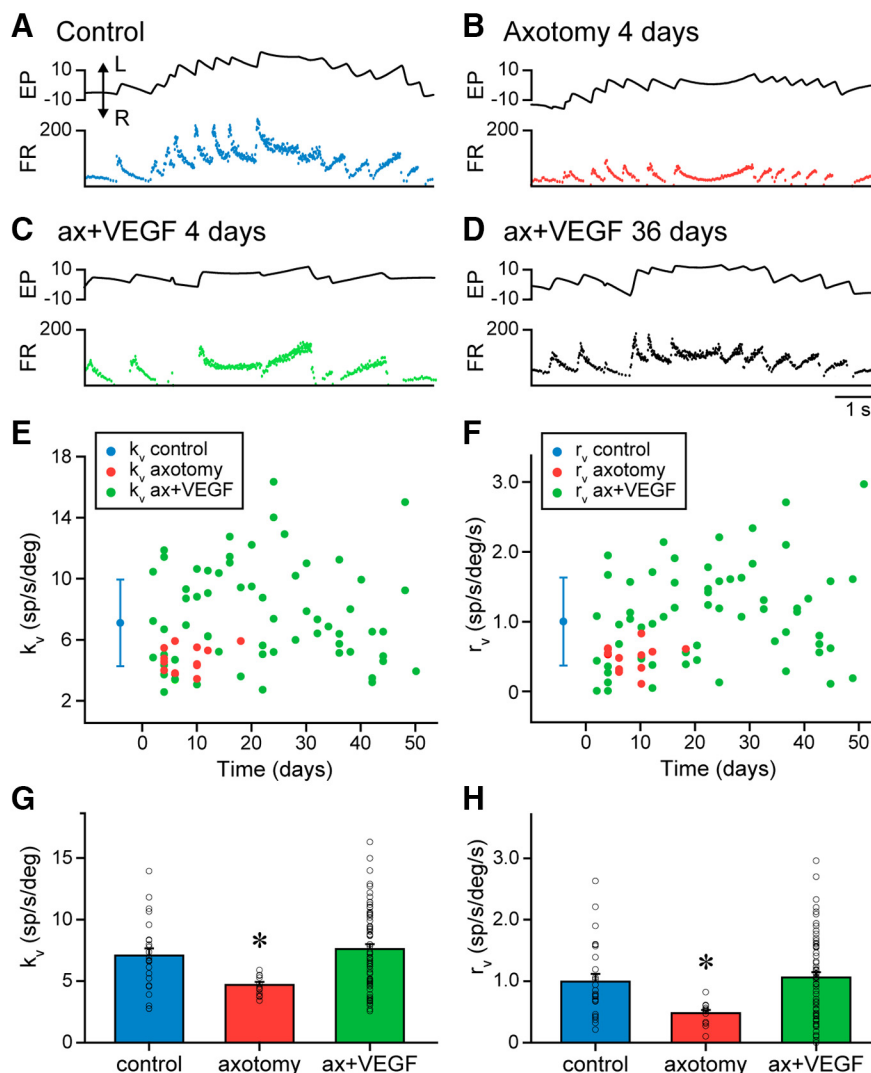 A Control
EP
10
-10
L
R
FR
200
B Axotomy 4 days
EP
10
-10
FR
200
C ax+VEGF 4 days
EP
10
-10
FR
200
D ax+VEGF 36 days
EP
10
-10
FR
200
1 s
E
kv (sp/s/deg)
18
14
10
6
2
kv control
kv axotomy
kv ax+VEGF
0 10 20 30 40 50
Time (days)
F
rv (sp/s/deg/s)
3.0
2.0
1.0
0
rv control
rv axotomy
rv ax+VEGF
0 10 20 30 40 50
Time (days)
G
kv (sp/s/deg)
15
10
5
0
*
control axotomy ax+VEGF
H
rv (sp/s/deg/s)
3.0
2.0
1.0
0
*
control axotomy ax+VEGF